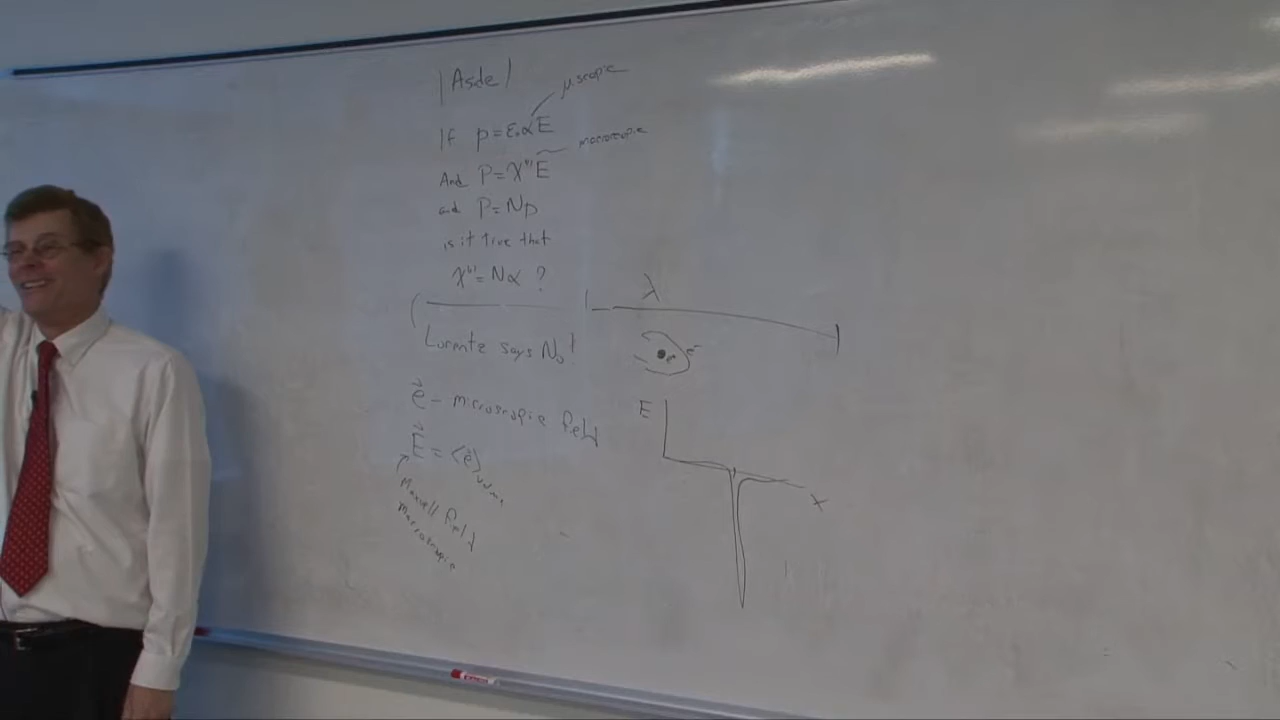 |Aside|
μscopic
If p=ε₀αE
macroscopic
And P=χ⁽¹⁾E
and P=Np
is it true that
χ⁽¹⁾=Nα ?
λ
Lorentz says No!
e⁻
e⃗ - microscopic field
E
E⃗ = ⟨e⃗⟩
x
Maxwell field
macroscopic